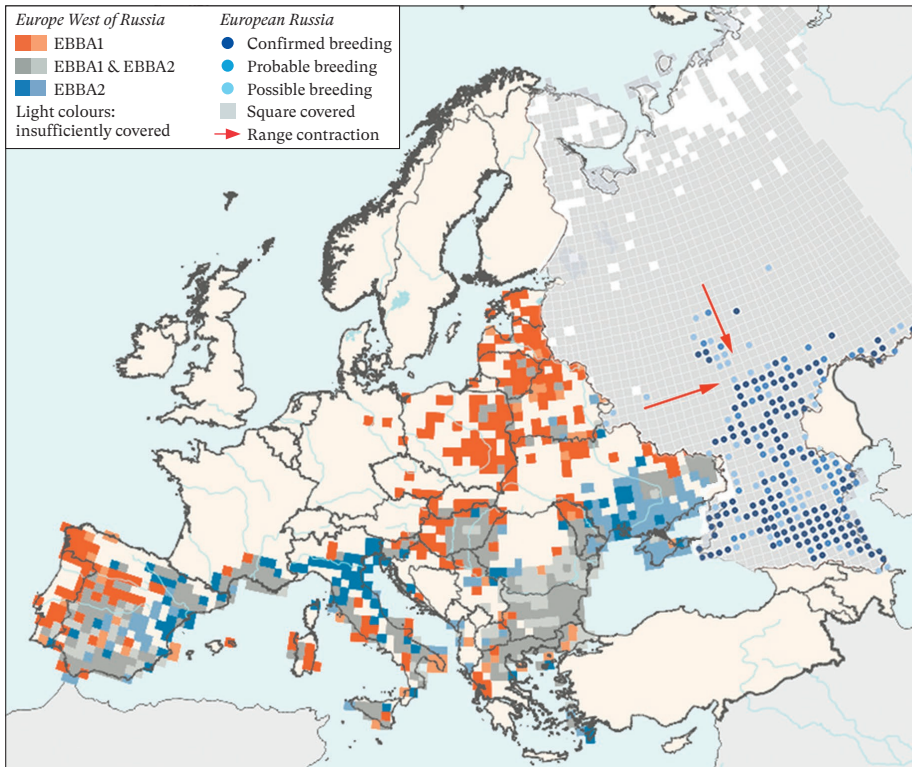 Europe West of Russia
EBBA1
EBBA1 & EBBA2
EBBA2
Light colours:
insufficiently covered
European Russia
Confirmed breeding
Probable breeding
Possible breeding
Square covered
Range contraction